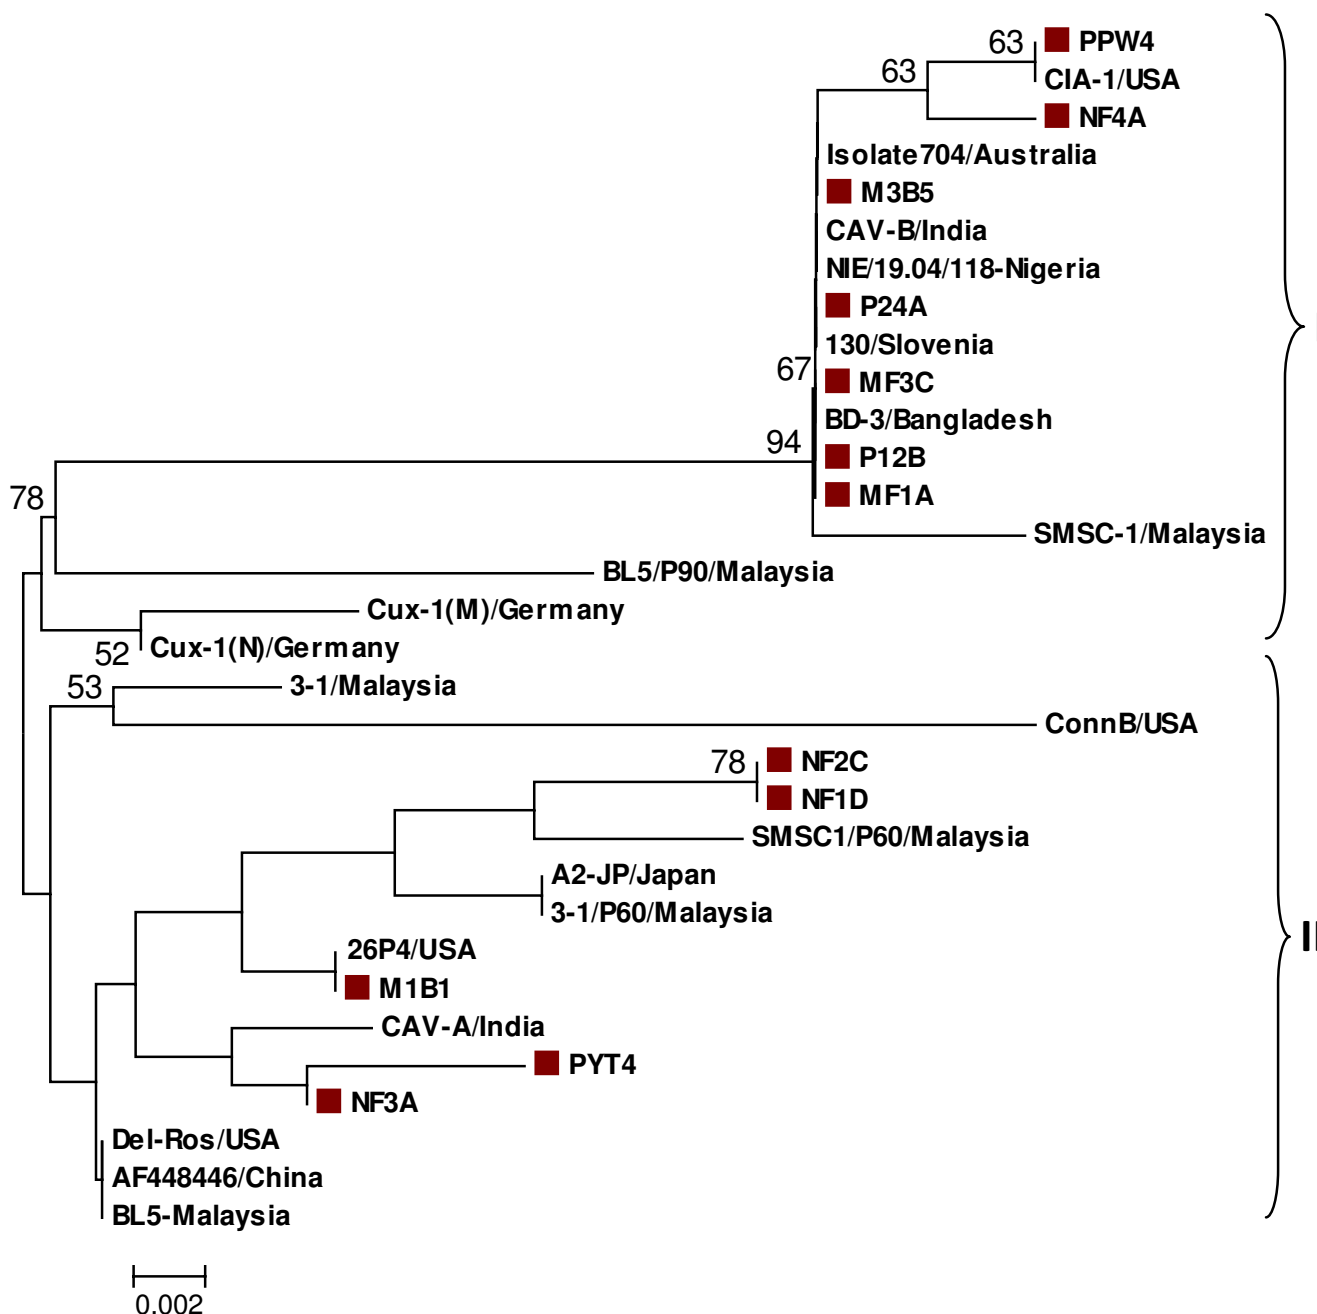 63
PPW4
63
CIA-1/USA
NF4A
Isolate704/Australia
M3B5
CAV-B/India
NIE/19.04/118-Nigeria
P24A
130/Slovenia
67
MF3C
BD-3/Bangladesh
94
P12B
MF1A
78
SMSC-1/Malaysia
BL5/P90/Malaysia
Cux-1(M)/Germany
52
Cux-1(N)/Germany
53
3-1/Malaysia
ConnB/USA
78
NF2C
NF1D
SMSC1/P60/Malaysia
A2-JP/Japan
3-1/P60/Malaysia
26P4/USA
M1B1
CAV-A/India
PYT4
NF3A
Del-Ros/USA
AF448446/China
BL5-Malaysia
0.002